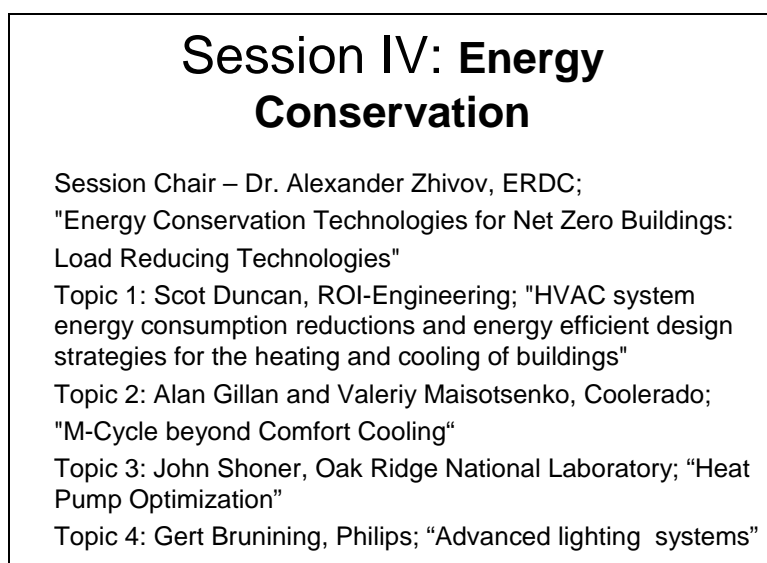 Session IV: Energy
Conservation
Session Chair – Dr. Alexander Zhivov, ERDC;
"Energy Conservation Technologies for Net Zero Buildings:
Load Reducing Technologies"
Topic 1: Scot Duncan, ROI-Engineering; "HVAC system
energy consumption reductions and energy efficient design
strategies for the heating and cooling of buildings"
Topic 2: Alan Gillan and Valeriy Maisotsenko, Coolerado;
"M-Cycle beyond Comfort Cooling“
Topic 3: John Shoner, Oak Ridge National Laboratory; “Heat
Pump Optimization”
Topic 4: Gert Brunining, Philips; “Advanced lighting  systems”